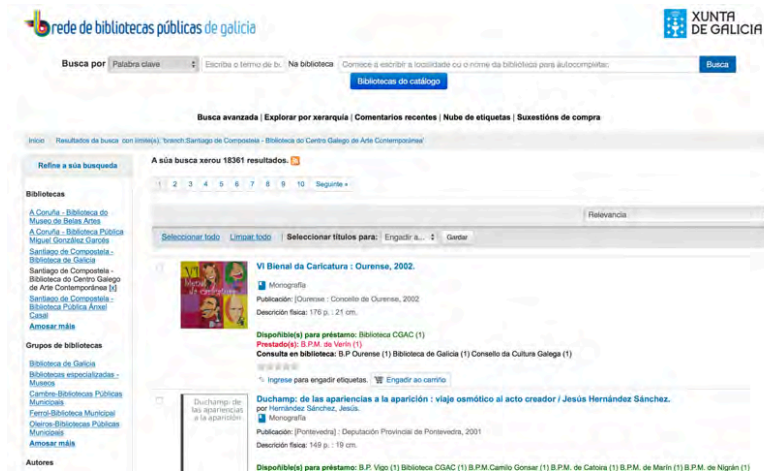 rede de bibliotecas públicas de galicia
XUNTA
DE GALICIA
Busca por Palabra clave Escriba o termo de b. Na biblioteca Comece a escribir a localidade ou o nome da biblioteca para autocompletar.
Busca
Bibliotecas do catálogo
Busca avanzada | Explorar por xerarquía | Comentarios recentes | Nube de etiquetas | Suxestións de compra
Inicio Resultados da busca con límite(s): 'branch:Santiago de Compostela - Biblioteca do Centro Galego de Arte Contemporánea'
Refine a súa busqueda
A súa busca xerou 18361 resultados.
1 2 3 4 5 6 7 8 9 10 Seguinte »
Relevancia
Seleccionar todo Limpar todo | Seleccionar títulos para: Engadir a... Gardar
Bibliotecas
A Coruña - Biblioteca do
Museo de Belas Artes
A Coruña - Biblioteca Pública
Miguel González Garcés
Santiago de Compostela -
Biblioteca de Galicia
Santiago de Compostela -
Biblioteca do Centro Galego
de Arte Contemporánea [x]
Santiago de Compostela -
Biblioteca Pública Ánxel
Casal
Amosar máis
Grupos de bibliotecas
Biblioteca de Galicia
Bibliotecas especializadas -
Museos
Cambre-Bibliotecas Públicas
Municipais
Ferrol-Biblioteca Municipal
Oleiros-Bibliotecas Públicas
Municipais
Amosar máis
Autores
VI Bienal da Caricatura : Ourense, 2002.
Monografía
Publicación: [Ourense : Concello de Ourense, 2002
Descrición física: 176 p. : 21 cm.
Dispoñible(s) para préstamo: Biblioteca CGAC (1)
Prestado(s): B.P.M. de Verín (1)
Consulta en biblioteca: B.P Ourense (1) Biblioteca de Galicia (1) Consello da Cultura Galega (1)
Ingrese para engadir etiquetas. Engadir ao carriño
Duchamp: de
las apariencias
a la aparición
Duchamp: de las apariencias a la aparición : viaje osmótico al acto creador / Jesús Hernández Sánchez.
por Hernández Sánchez, Jesús.
Monografía
Publicación: [Pontevedra] : Deputación Provincial de Pontevedra, 2001
Descrición física: 149 p. : 19 cm.
Dispoñible(s) para préstamo: B.P. Vigo (1) Biblioteca CGAC (1) B.P.M.Camilo Gonsar (1) B.P.M. de Catoira (1) B.P.M. de Marín (1) B.P.M. de Nigrán (1)